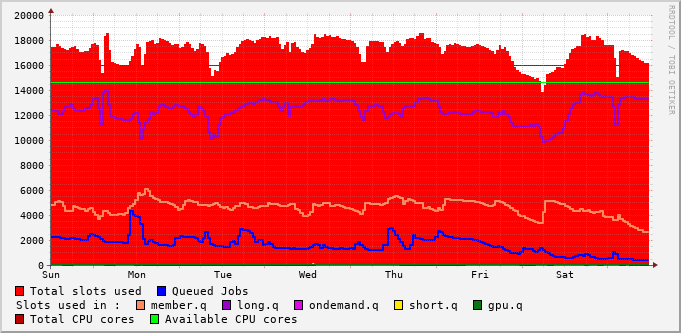 20000
18000
16000
14000
12000
10000
8000
6000
4000
2000
0
Sun Mon Tue Wed Thu Fri Sat
RRDTOOL / TOBI OETIKER
Total slots used Queued Jobs
Slots used in : member.q long.q ondemand.q short.q gpu.q
Total CPU cores Available CPU cores